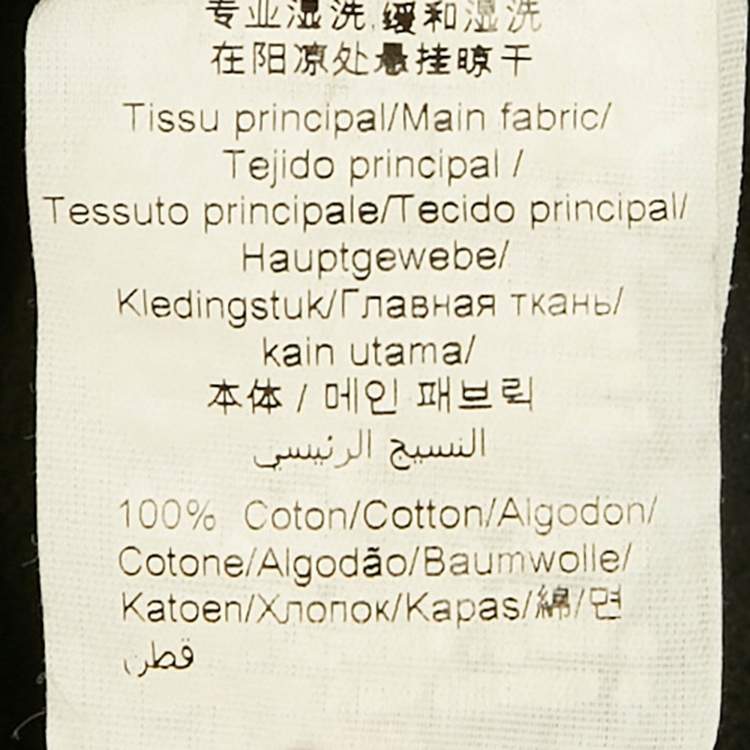 专业湿洗,缓和湿洗
在阳凉处悬挂晾干
Tissu principal/Main fabric/
Tejido principal /
Tessuto principale/Tecido principal/
Hauptgewebe/
Kledingstuk/Главная ткань/
kain utama/
本体 / 메인 패브릭
النسيج الرئيسي
100% Coton/Cotton/Algodon/
Cotone/Algodão/Baumwolle/
Katoen/Хлопок/Kapas/綿/면
قطن